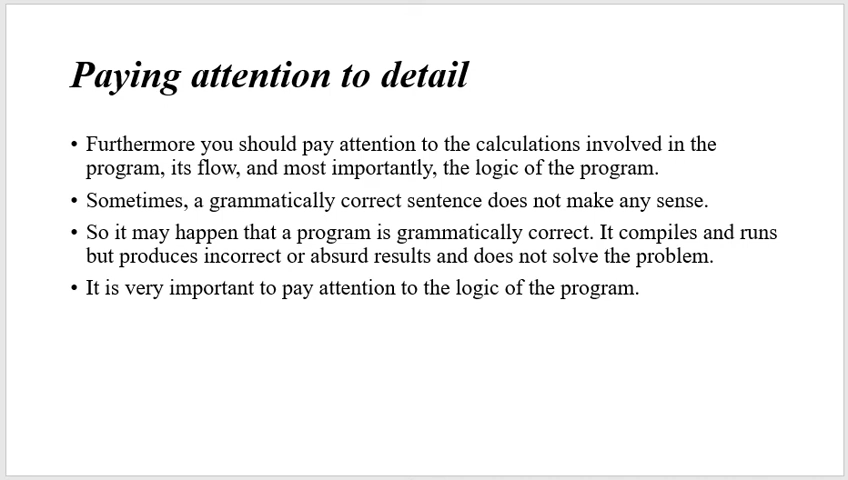 Paying attention to detail
• Furthermore you should pay attention to the calculations involved in the
program, its flow, and most importantly, the logic of the program.
• Sometimes, a grammatically correct sentence does not make any sense.
• So it may happen that a program is grammatically correct. It compiles and runs
but produces incorrect or absurd results and does not solve the problem.
• It is very important to pay attention to the logic of the program.